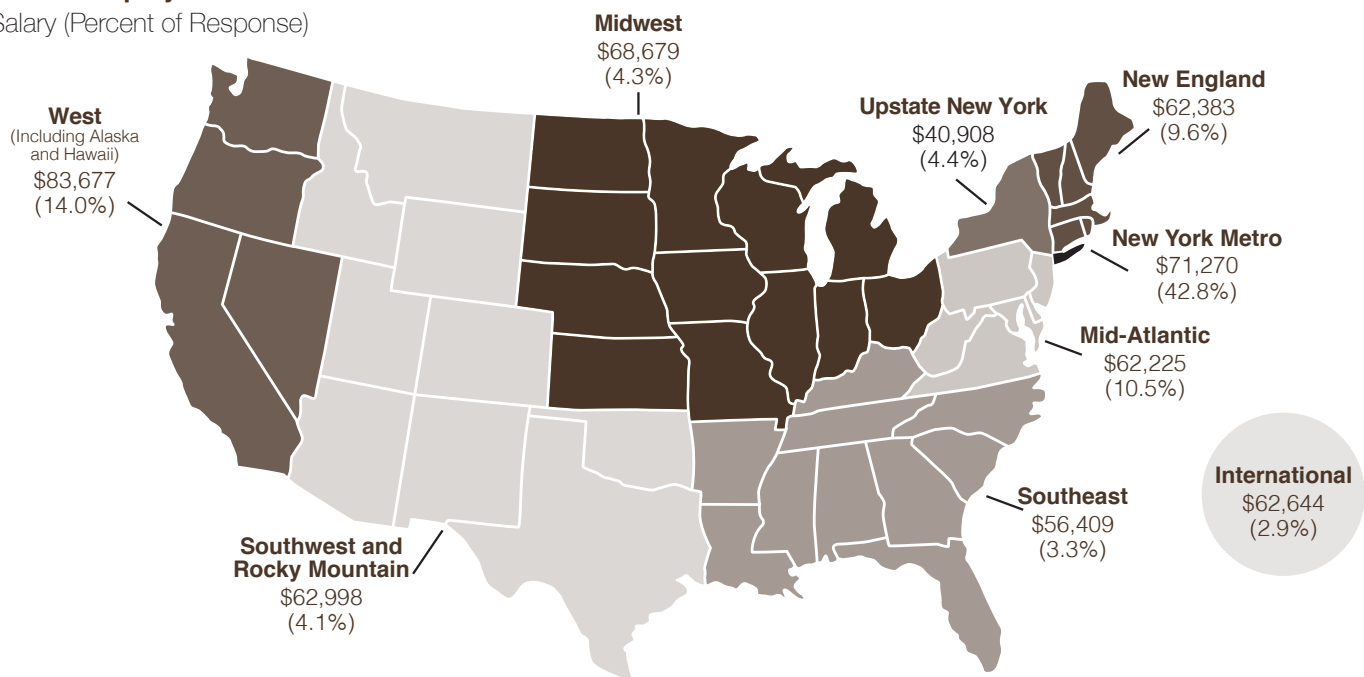 Salary (Percent of Response)
Midwest
$68,679
(4.3%)
New England
$62,383
(9.6%)
Upstate New York
$40,908
(4.4%)
West
(Including Alaska
and Hawaii)
$83,677
(14.0%)
New York Metro
$71,270
(42.8%)
Mid-Atlantic
$62,225
(10.5%)
International
$62,644
(2.9%)
Southeast
$56,409
(3.3%)
Southwest and
Rocky Mountain
$62,998
(4.1%)